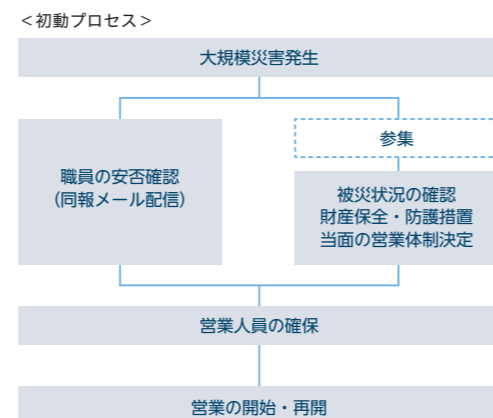 ＜初動プロセス＞
大規模災害発生
職員の安否確認
(同報メール配信)
参集
被災状況の確認
財産保全・防護措置
当面の営業体制決定
営業人員の確保
営業の開始・再開